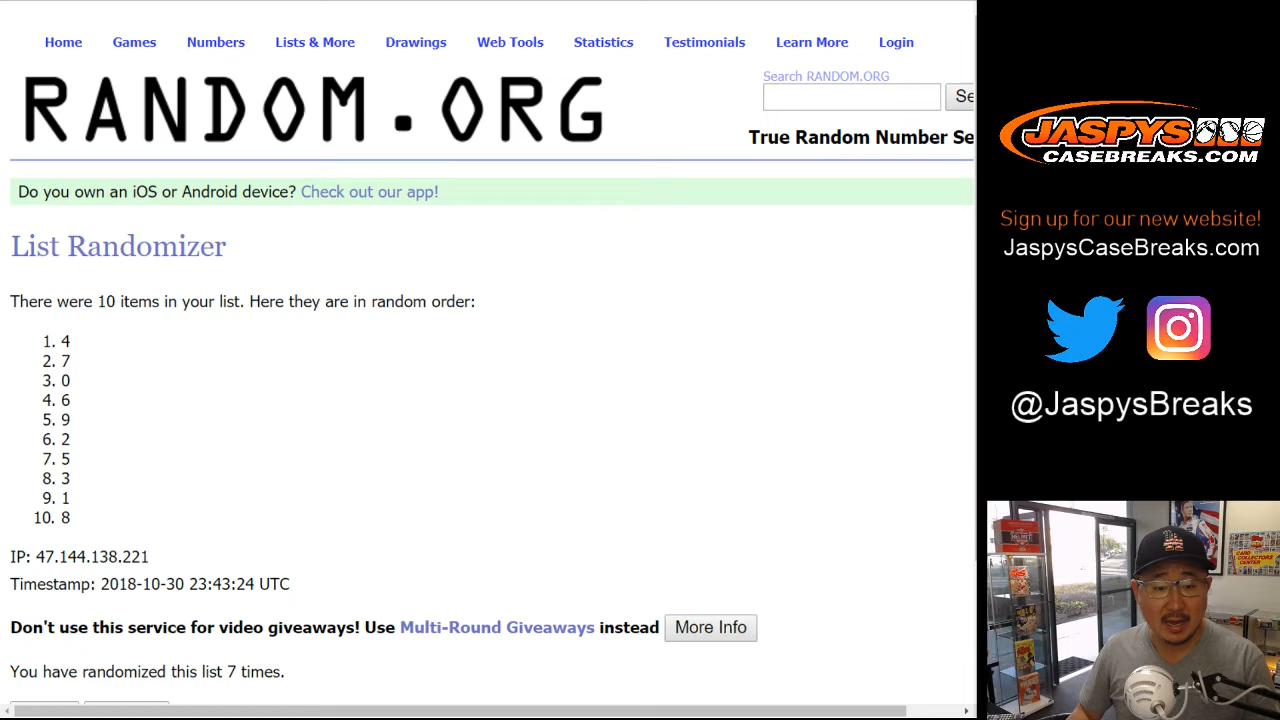 Home Games Numbers Lists & More Drawings Web Tools Statistics Testimonials Learn More Login
RANDOM.ORG
Search RANDOM.ORG
Se
True Random Number Se
Do you own an iOS or Android device? Check out our app!
List Randomizer
There were 10 items in your list. Here they are in random order:
1. 4
2. 7
3. 0
4. 6
5. 9
6. 2
7. 5
8. 3
9. 1
10. 8
IP: 47.144.138.221
Timestamp: 2018-10-30 23:43:24 UTC
Don't use this service for video giveaways! Use Multi-Round Giveaways instead More Info
You have randomized this list 7 times.
JASPYS
CASEBREAKS.COM
Sign up for our new website!
JaspysCaseBreaks.com
@JaspysBreaks
HELMET
CARD
COLLECTORS
CENTER